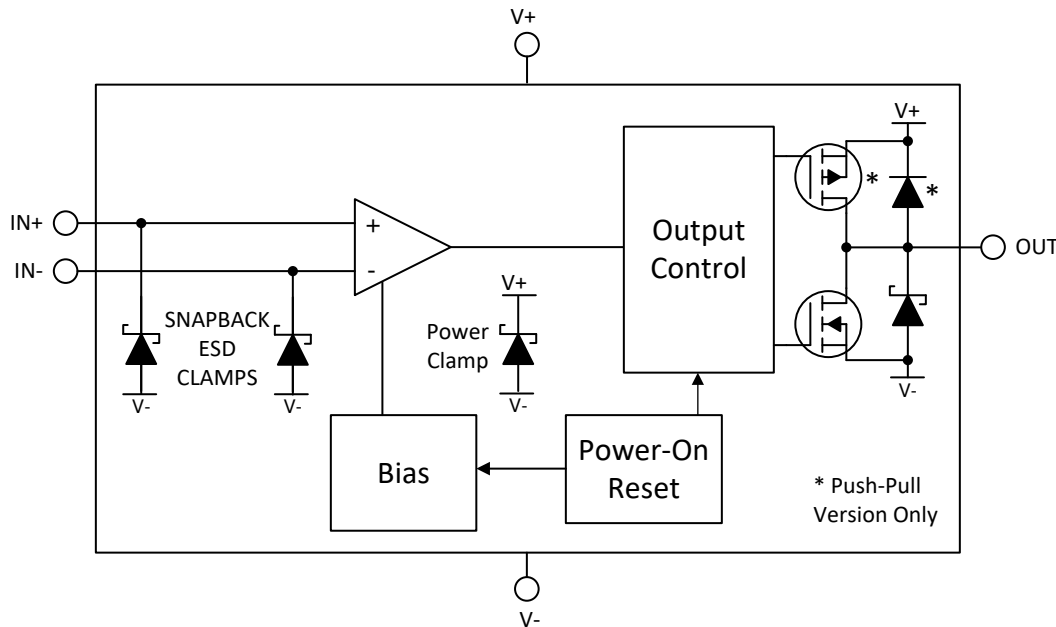 V+
V+
*
*
IN+
+
IN-
-
Output
Control
OUT
V+
SNAPBACK
ESD
CLAMPS
Power
Clamp
V-
V-
V-
V-
Bias
Power-On
Reset
* Push-Pull
Version Only
V-